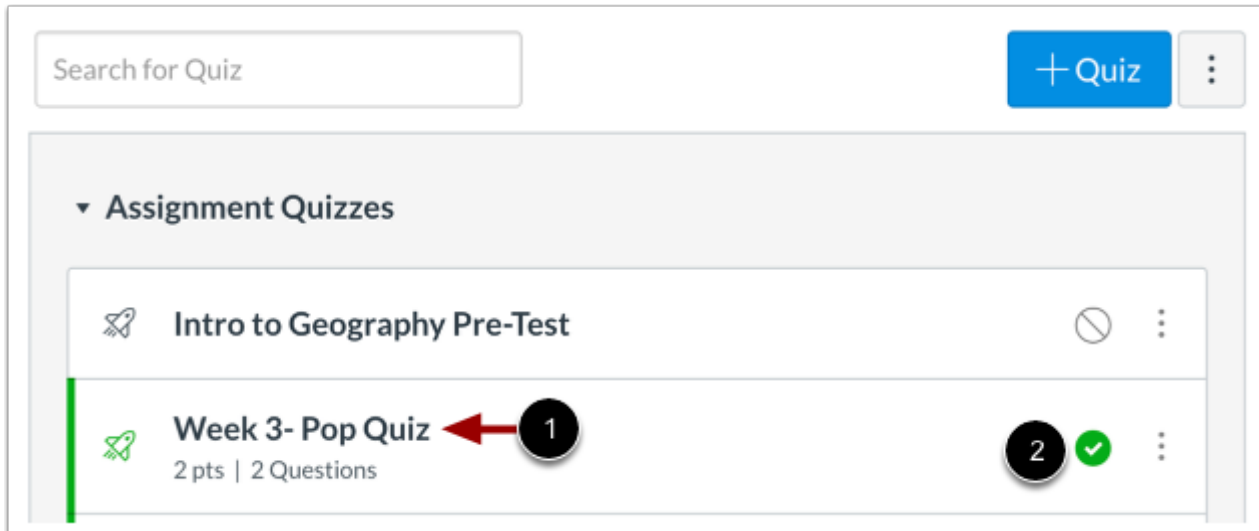 Search for Quiz
+ Quiz
Assignment Quizzes
Intro to Geography Pre-Test
Week 3- Pop Quiz 1
2 pts | 2 Questions
2